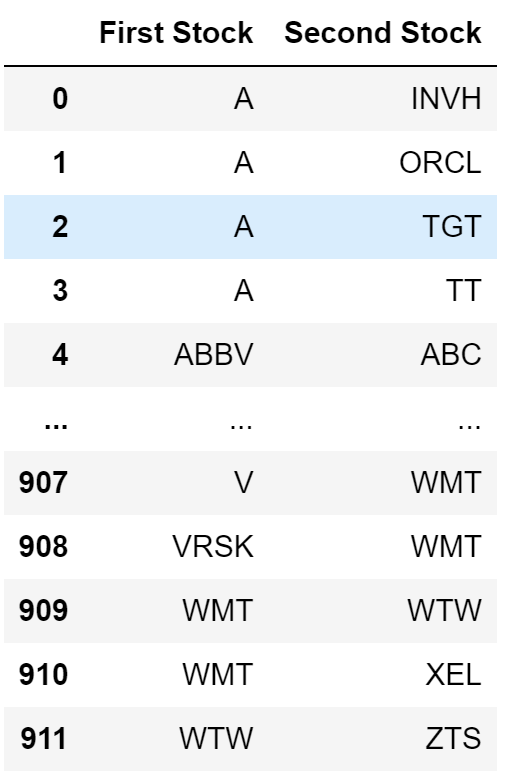 First Stock Second Stock
0 A INVH
1 A ORCL
2 A TGT
3 A TT
4 ABBV ABC
... ... ...
907 V WMT
908 VRSK WMT
909 WMT WTW
910 WMT XEL
911 WTW ZTS